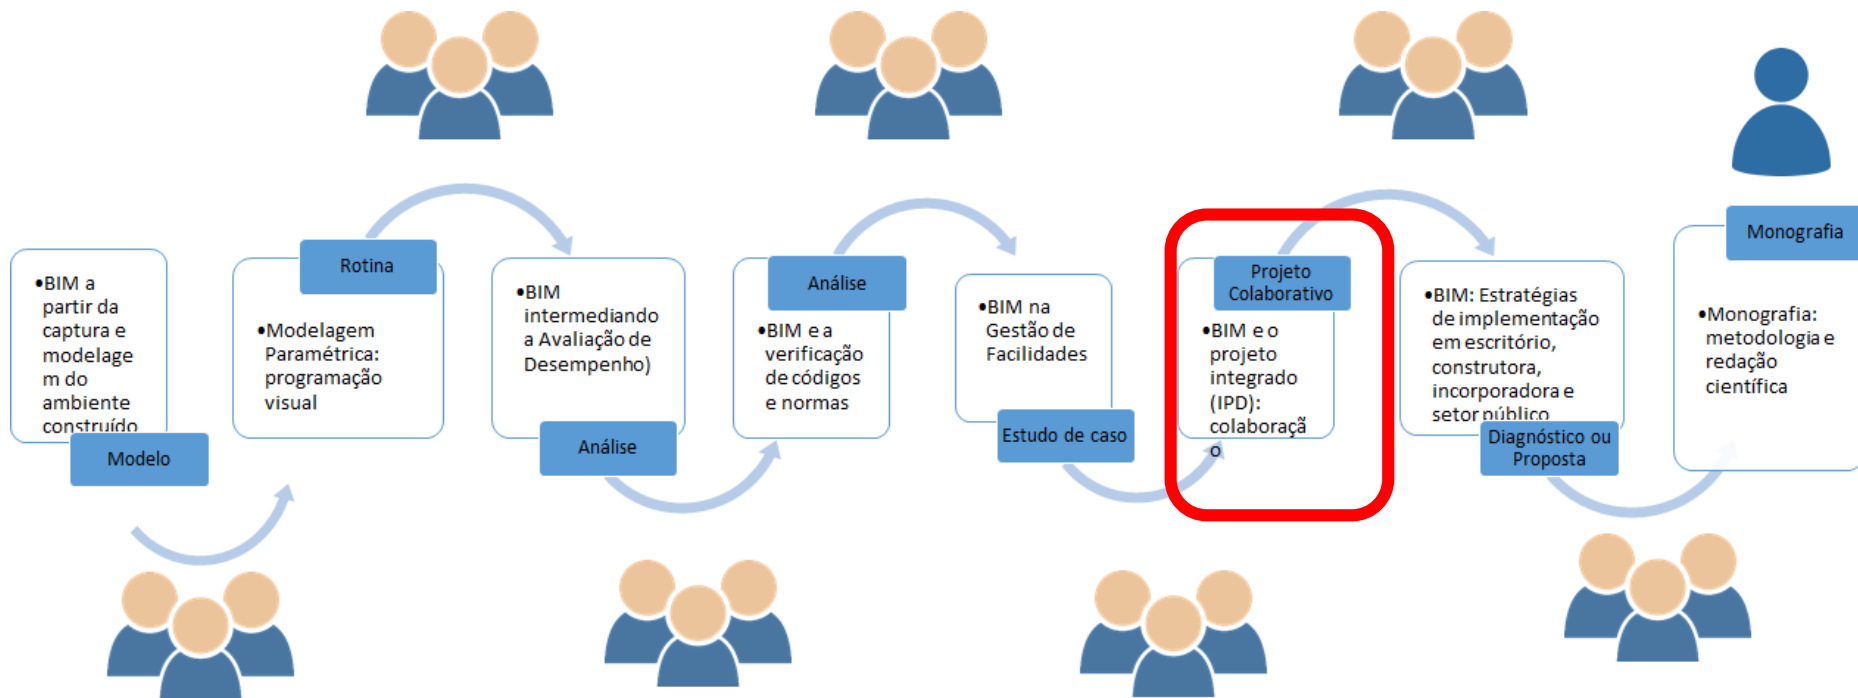 •BIM a
partir da
captura e
modelage
m do
ambiente
construído
Modelo
Rotina
•Modelagem
Paramétrica:
programação
visual
•BIM
intermediando
a Avaliação de
Desempenho)
Análise
Análise
•BIM e a
verificação
de códigos
e normas
•BIM na
Gestão de
Facilidades
Estudo de caso
Projeto
Colaborativo
•BIM e o
projeto
integrado
(IPD):
colaboraçã
o
•BIM: Estratégias
de implementação
em escritório,
construtora,
incorporadora e
setor público
Diagnóstico ou
Proposta
Monografia
•Monografia:
metodologia e
redação
científica